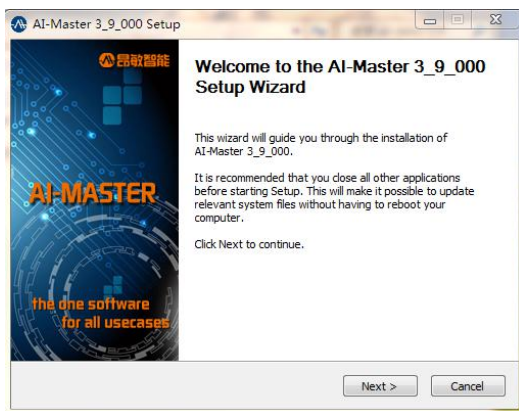 AI-Master 3_9_000 Setup
昂敏智能
AI-MASTER
the one software
for all usecases
Welcome to the AI-Master 3_9_000
Setup Wizard
This wizard will guide you through the installation of
AI-Master 3_9_000.
It is recommended that you close all other applications
before starting Setup. This will make it possible to update
relevant system files without having to reboot your
computer.
Click Next to continue.
Next >
Cancel